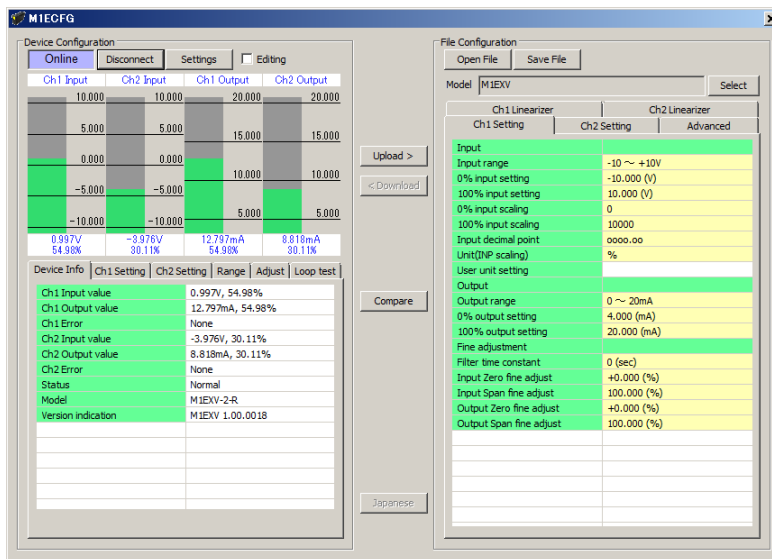 M1ECFG
Device Configuration
Online Disconnect Settings Editing
Ch1 Input Ch2 Input Ch1 Output Ch2 Output
10.000 10.000 20.000 20.000
5.000 5.000 15.000 15.000
0.000 0.000 10.000 10.000
-5.000 -5.000 5.000 5.000
-10.000 -10.000
0.997V -3.976V 12.797mA 8.818mA
54.98% 30.11% 54.98% 30.11%
Device Info Ch1 Setting Ch2 Setting Range Adjust Loop test
Ch1 Input value 0.997V, 54.98%
Ch1 Output value 12.797mA, 54.98%
Ch1 Error None
Ch2 Input value -3.976V, 30.11%
Ch2 Output value 8.818mA, 30.11%
Ch2 Error None
Status Normal
Model M1EXV-2-R
Version indication M1EXV 1.00.0018
Upload >
< Download
Compare
Japanese
File Configuration
Open File Save File
Model M1EXV Select
Ch1 Linearizer Ch2 Linearizer
Ch1 Setting Ch2 Setting Advanced
Input
Input range -10 ～ +10V
0% input setting -10.000 (V)
100% input setting 10.000 (V)
0% input scaling 0
100% input scaling 10000
Input decimal point oooo.oo
Unit(INP scaling) %
User unit setting
Output
Output range 0 ～ 20mA
0% output setting 4.000 (mA)
100% output setting 20.000 (mA)
Fine adjustment
Filter time constant 0 (sec)
Input Zero fine adjust +0.000 (%)
Input Span fine adjust 100.000 (%)
Output Zero fine adjust +0.000 (%)
Output Span fine adjust 100.000 (%)